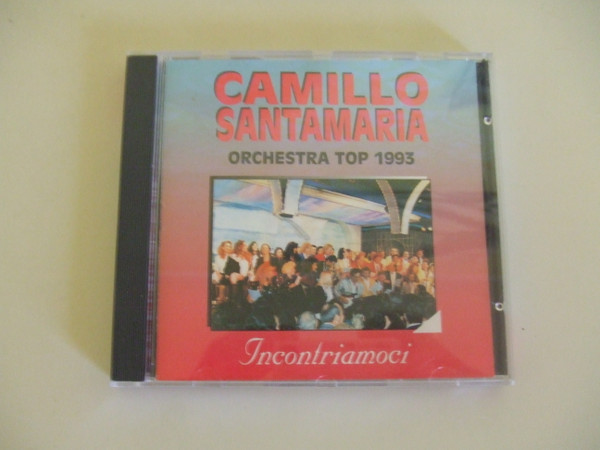 CAMILLO
SANTAMARIA
ORCHESTRA TOP 1993
Incontriamoci